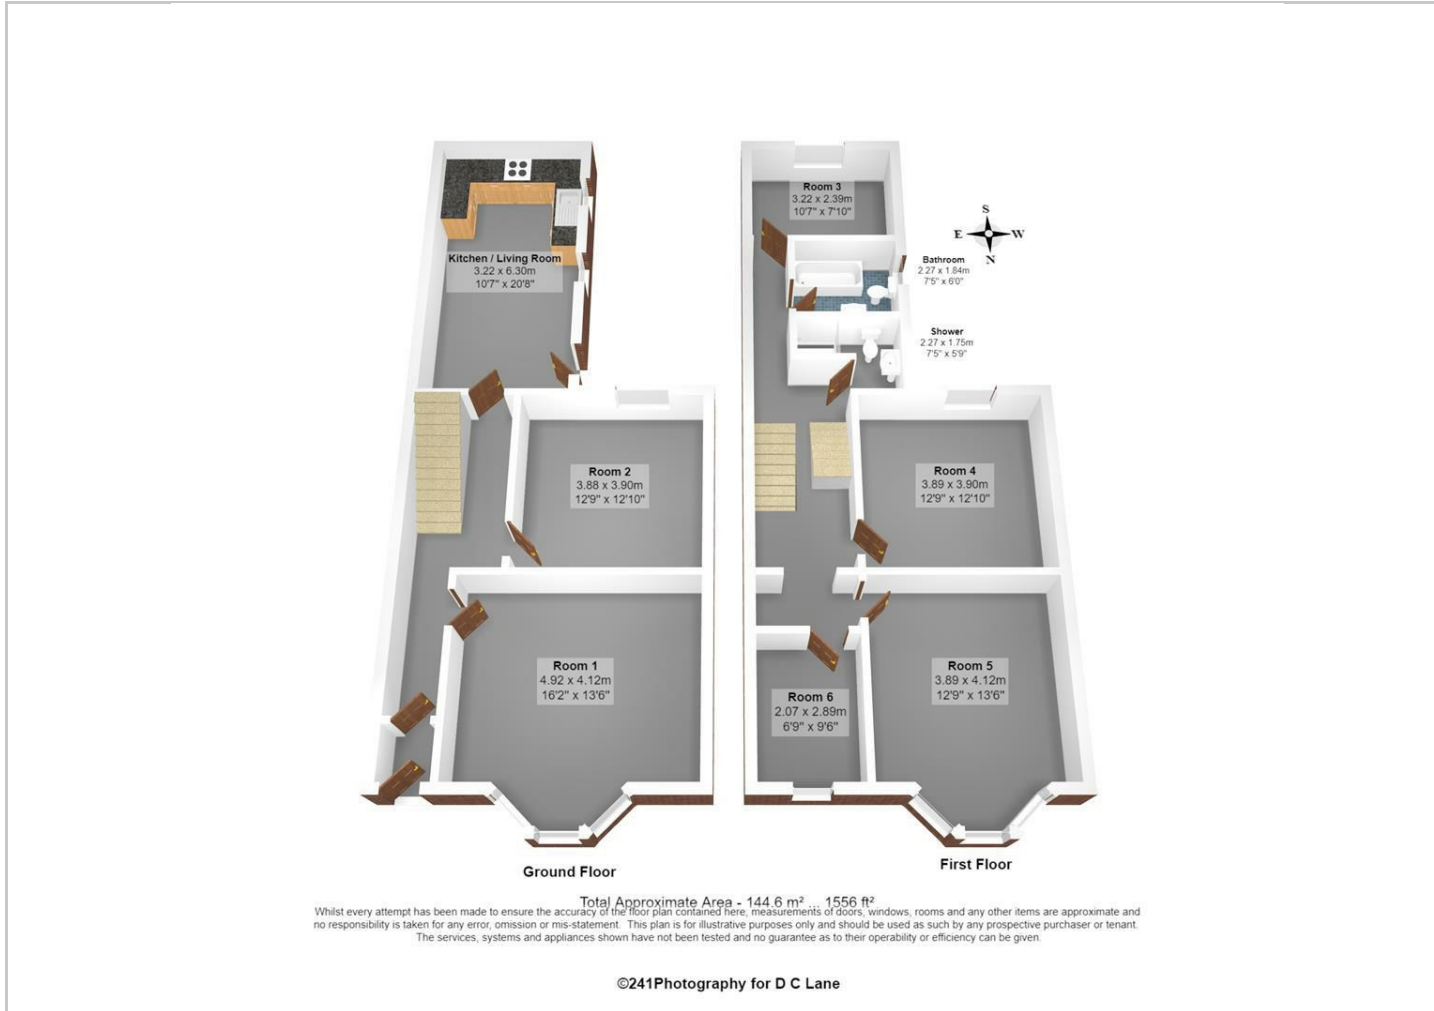 Room 3
3.22 x 2.39m
10'7" x 7'10"
S
E
W
N
Kitchen / Living Room
3.22 x 6.30m
10'7" x 20'8"
Bathroom
2.27 x 1.84m
7'5" x 6'0"
Shower
2.27 x 1.75m
7'5" x 5'9"
Room 2
3.88 x 3.90m
12'9" x 12'10"
Room 4
3.89 x 3.90m
12'9" x 12'10"
Room 1
4.92 x 4.12m
16'2" x 13'6"
Room 5
3.89 x 4.12m
12'9" x 13'6"
Room 6
2.07 x 2.89m
6'9" x 9'6"
Ground Floor
First Floor
Total Approximate Area - 144.6 m² ... 1556 ft²
Whilst every attempt has been made to ensure the accuracy of the floor plan contained here, measurements of doors, windows, rooms and any other items are approximate and
no responsibility is taken for any error, omission or mis-statement. This plan is for illustrative purposes only and should be used as such by any prospective purchaser or tenant.
The services, systems and appliances shown have not been tested and no guarantee as to their operability or efficiency can be given.
©241Photography for D C Lane